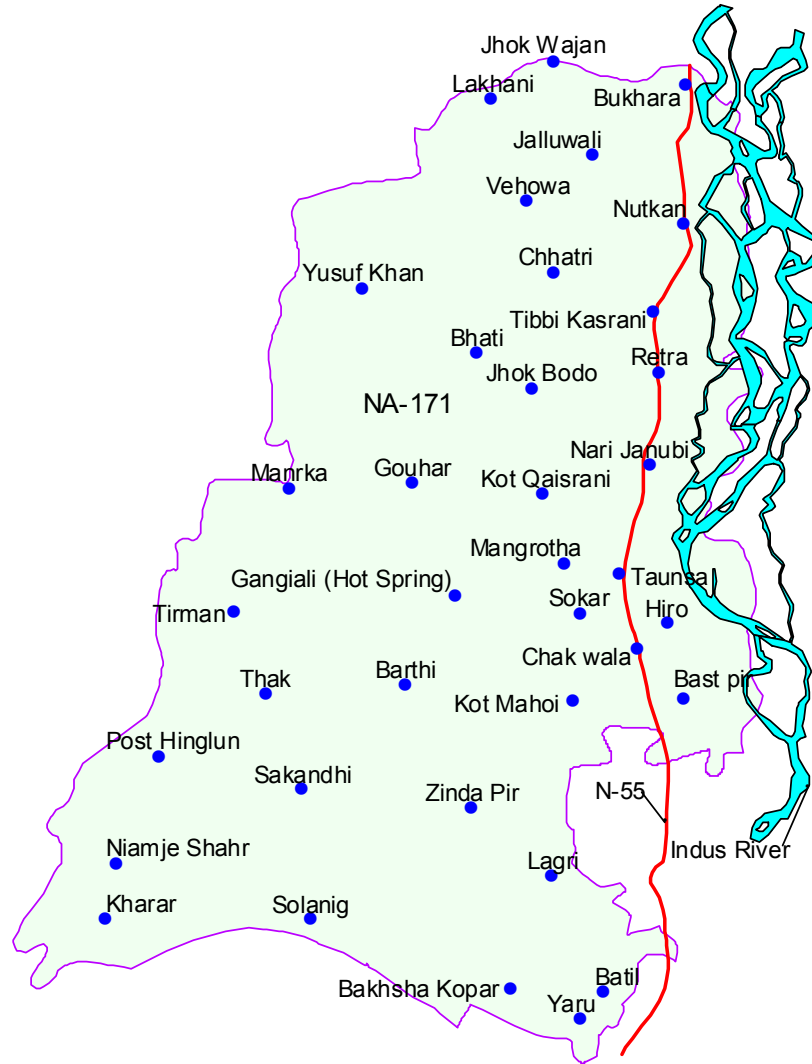 Jhok Wajan
Lakhani
Bukhara
Jalluwali
Vehowa
Nutkan
Chhatri
Yusuf Khan
Tibbi Kasrani
Bhati
Retra
Jhok Bodo
NA-171
Nari Janubi
Manrka
Gouhar
Kot Qaisrani
Mangrotha
Gangiali (Hot Spring)
Taunsa
Tirman
Sokar
Hiro
Chak wala
Thak
Barthi
Kot Mahoi
Bast pir
Post Hinglun
Sakandhi
Zinda Pir
N-55
Niamje Shahr
Lagri
Indus River
Kharar
Solanig
Bakhsha Kopar
Batil
Yaru